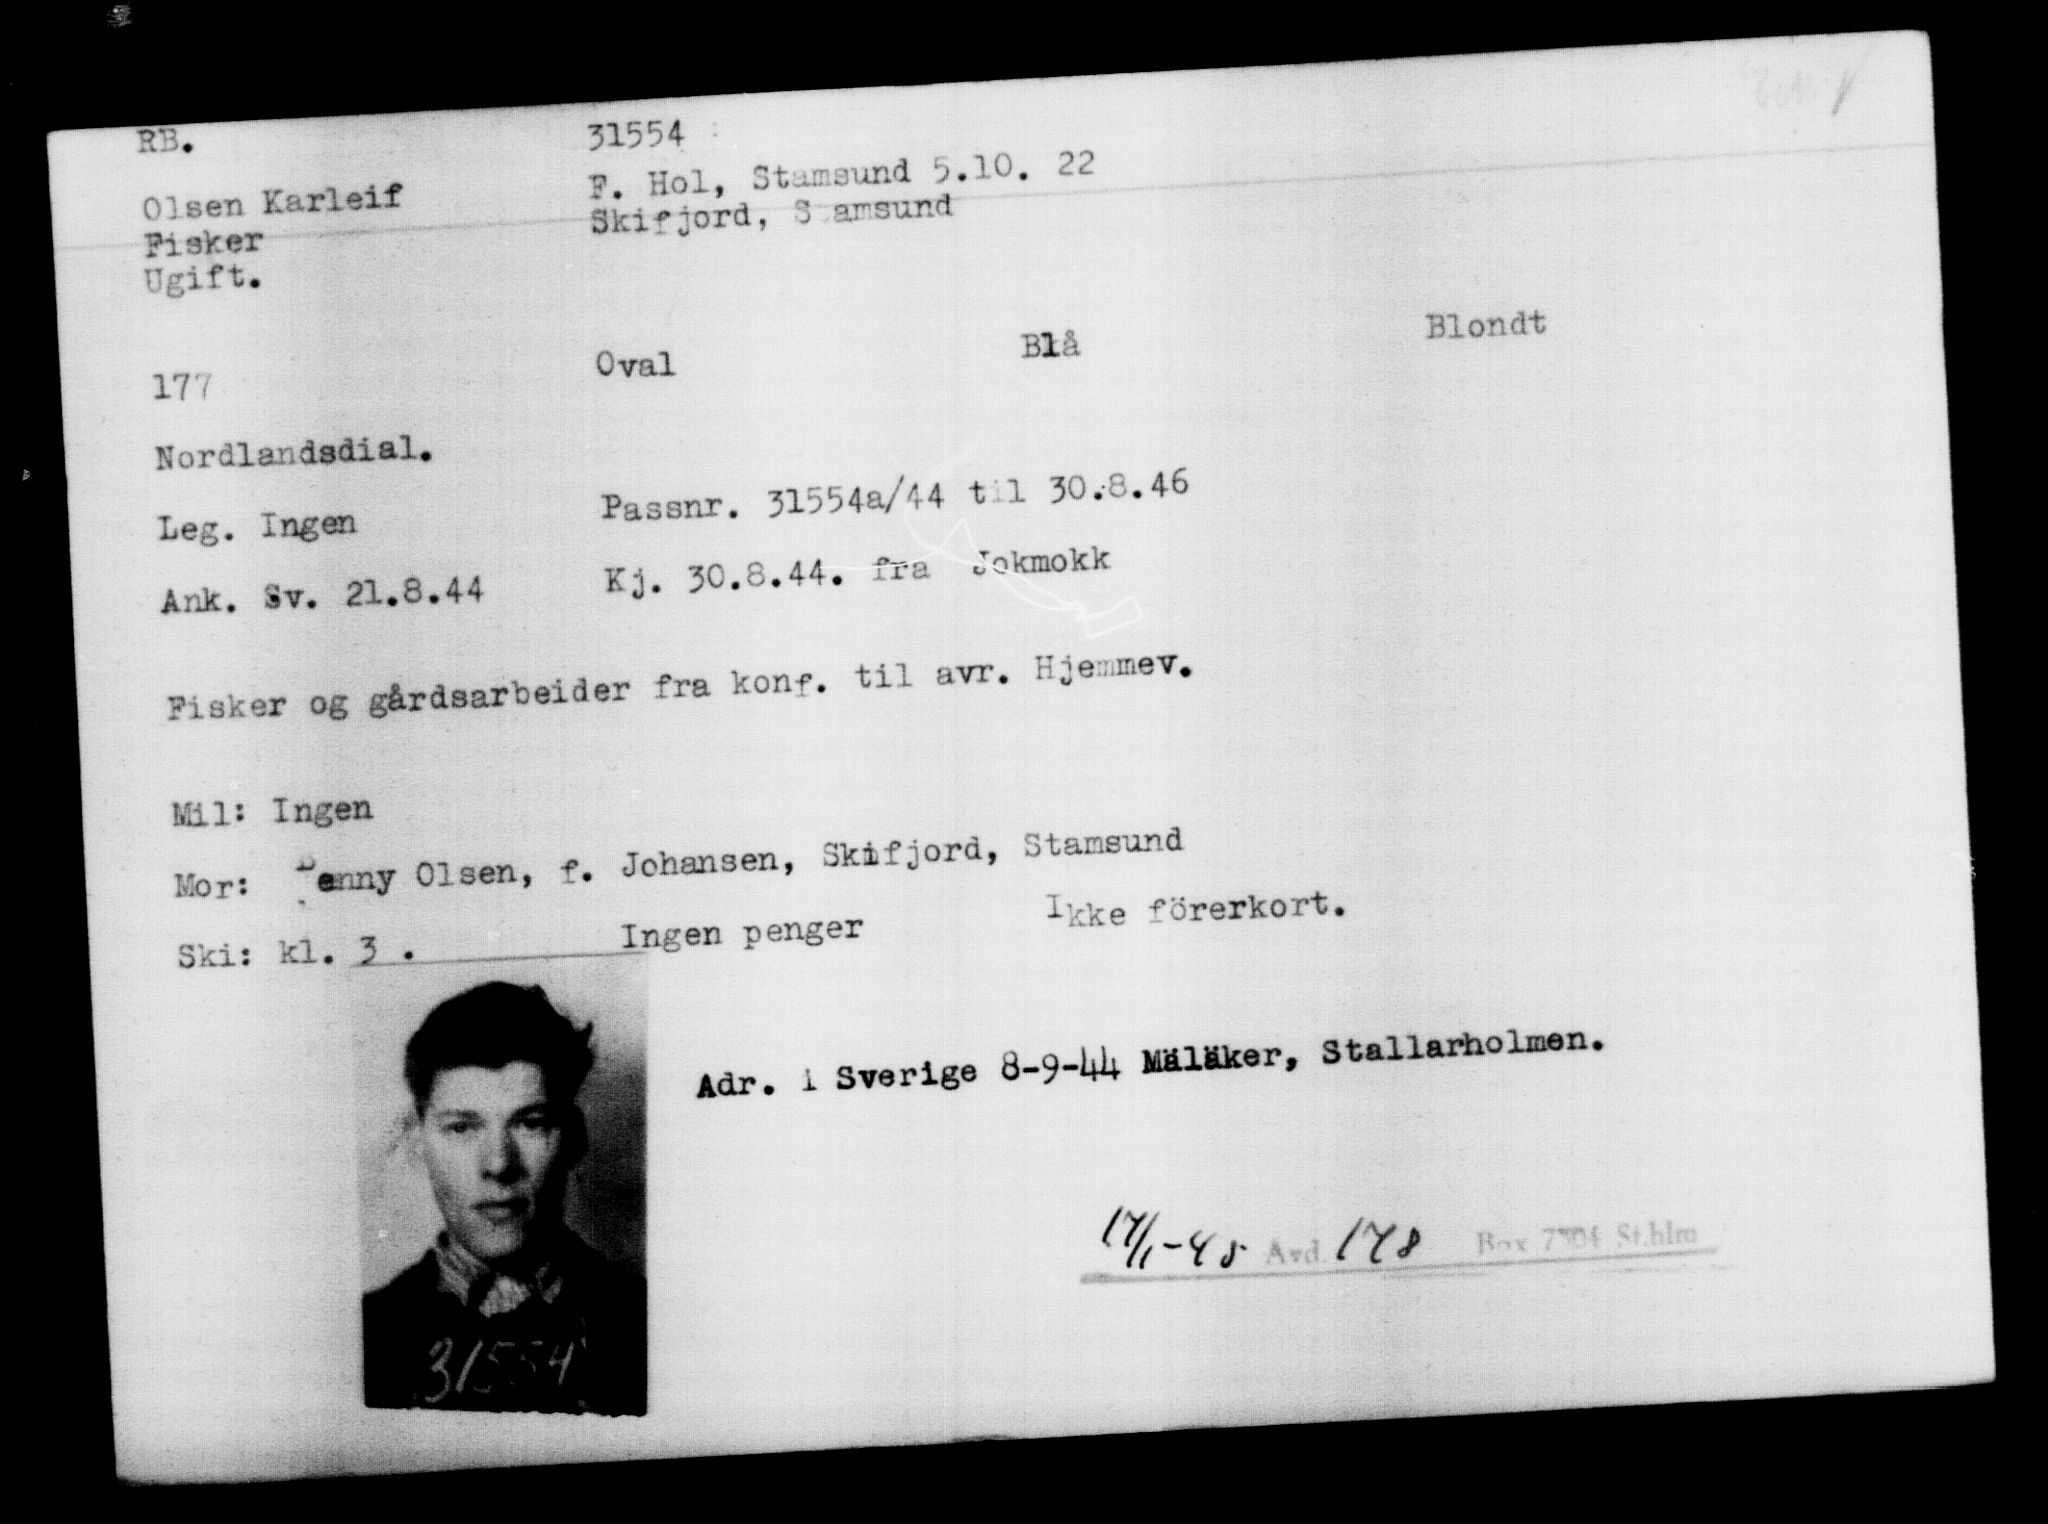 RB. 31554
Olsen Karleif F. Hol, Stamsund 5.10. 22
Fisker Skifjord, Stamsund
Ugift.
177 Oval Blå Blondt
Nordlandsdial.
Leg. Ingen Passnr. 31554a/44 til 30.8.46
Ank. Sv. 21.8.44 Kj. 30.8.44. fra Jokmokk
Fisker og gårdsarbeider fra konf. til avr. Hjemmev.
Mil: Ingen
Mor: Olsen, f. Johansen, Skifjord, Stamsund
Ski: kl. 3 . Ingen penger Ikke förerkort.
Adr. i Sverige 8-9-44 Mäläker, Stallarholmen.
17/1-45 Avd. 178 Box 7304 St.hlm
31554